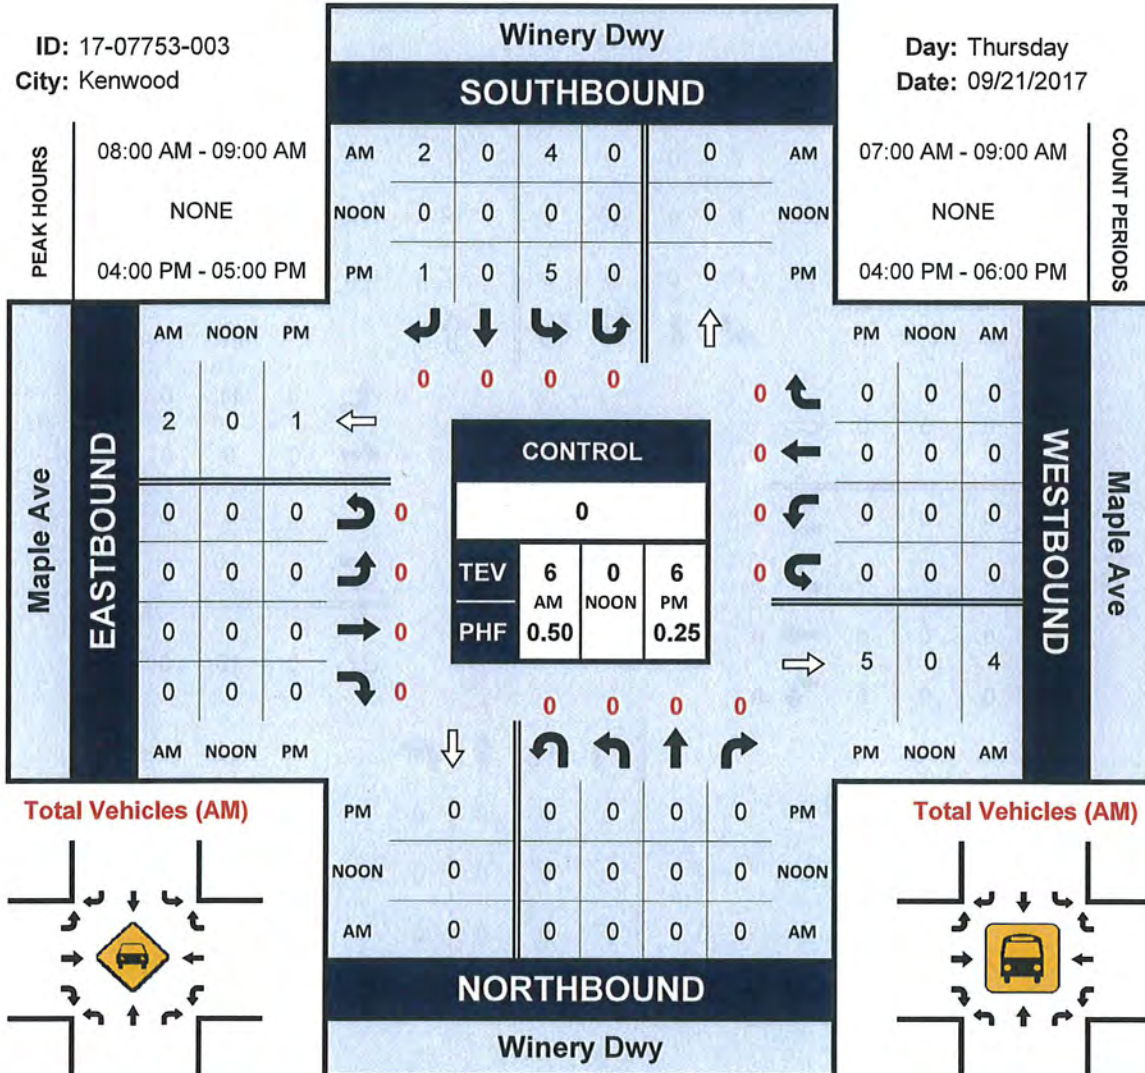 ID: 17-07753-003
City: Kenwood
Day: Thursday
Date: 09/21/2017
Winery Dwy
SOUTHBOUND
PEAK HOURS
08:00 AM - 09:00 AM
NONE
04:00 PM - 05:00 PM
AM 2 0 4 0 0 AM
NOON 0 0 0 0 0 NOON
PM 1 0 5 0 0 PM
07:00 AM - 09:00 AM
NONE
04:00 PM - 06:00 PM
COUNT PERIODS
0 0 0 0
Maple Ave
EASTBOUND
AM NOON PM
2 0 1
0 0 0 0
0 0 0 0
0 0 0 0
0 0 0 0
AM NOON PM
CONTROL
0
TEV 6 0 6
AM NOON PM
PHF 0.50 0.25
PM NOON AM
0 0 0 0
0 0 0 0
0 0 0 0
0 0 0 0
5 0 4
PM NOON AM
WESTBOUND
Maple Ave
0 0 0 0
PM 0 0 0 0 0 PM
NOON 0 0 0 0 0 NOON
AM 0 0 0 0 0 AM
NORTHBOUND
Winery Dwy
Total Vehicles (AM)
Total Vehicles (AM)